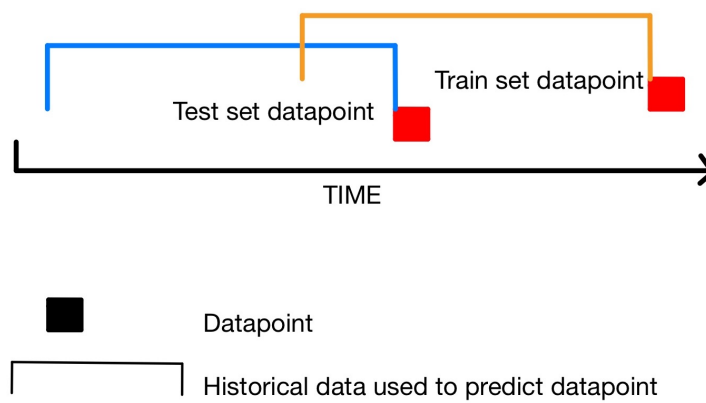 Train set datapoint
Test set datapoint
TIME
Datapoint
Historical data used to predict datapoint